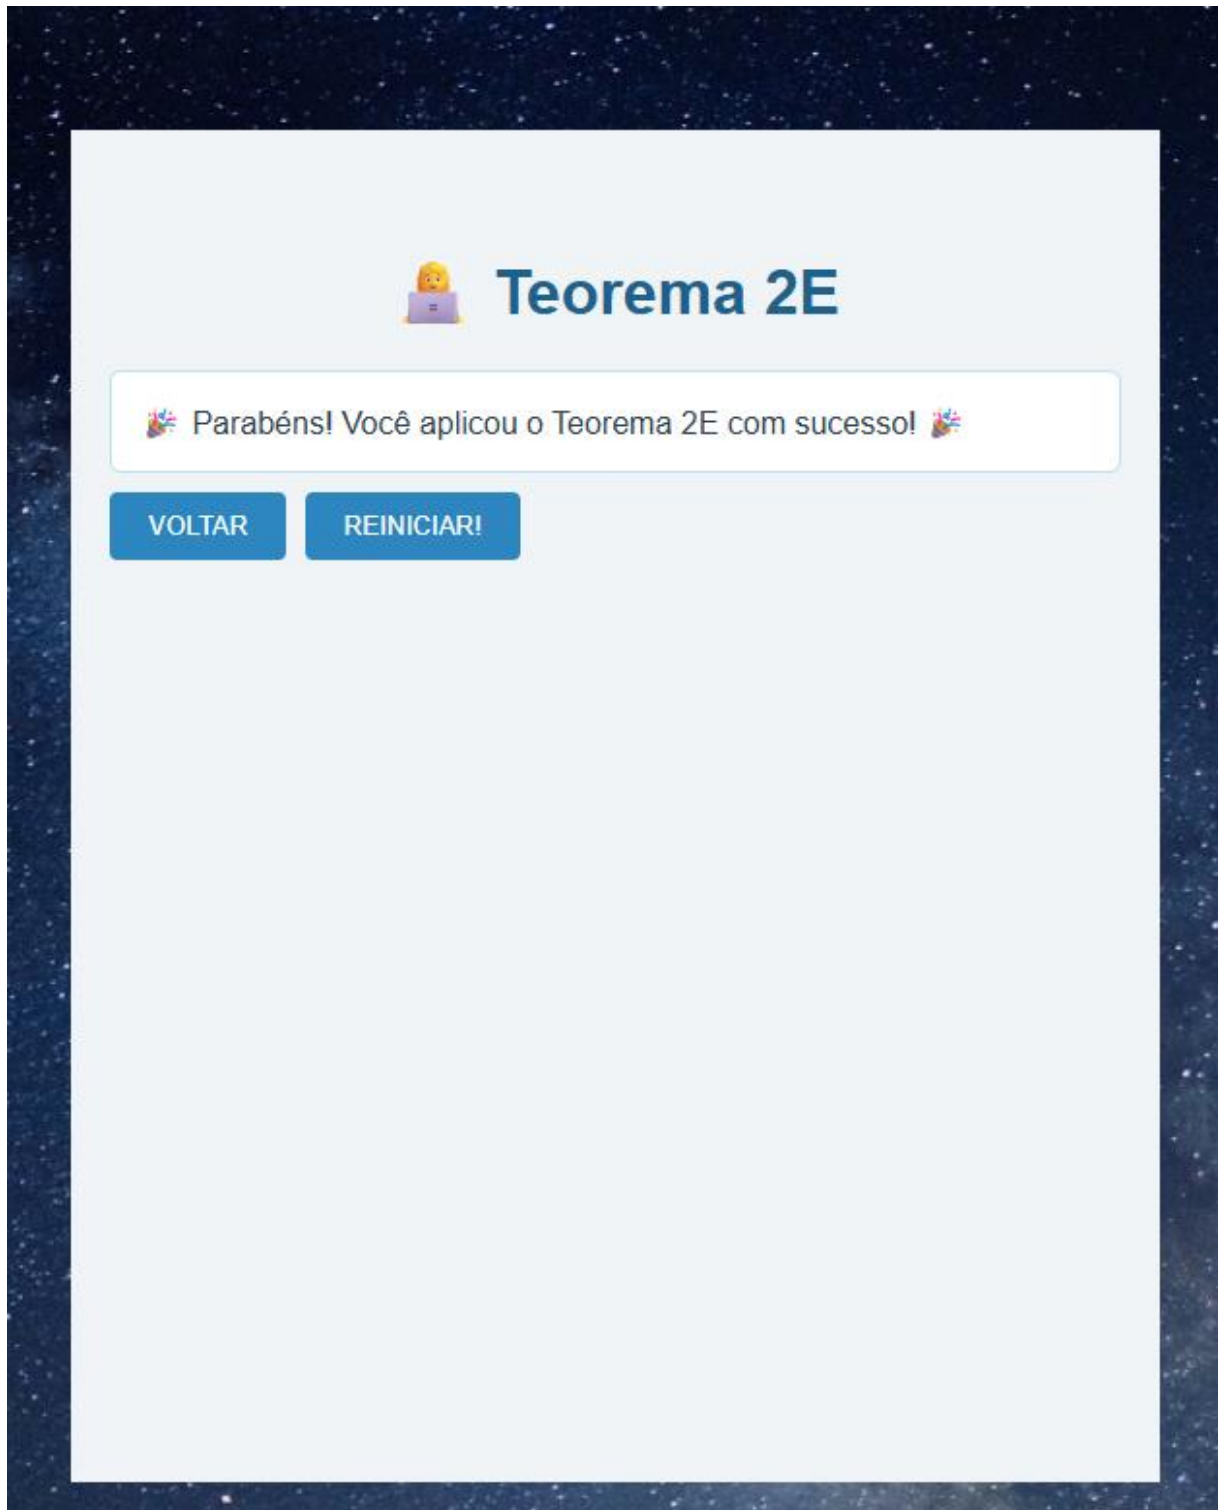 Teorema 2E
🎉 Parabéns! Você aplicou o Teorema 2E com sucesso! 🎉
VOLTAR
REINICIAR!